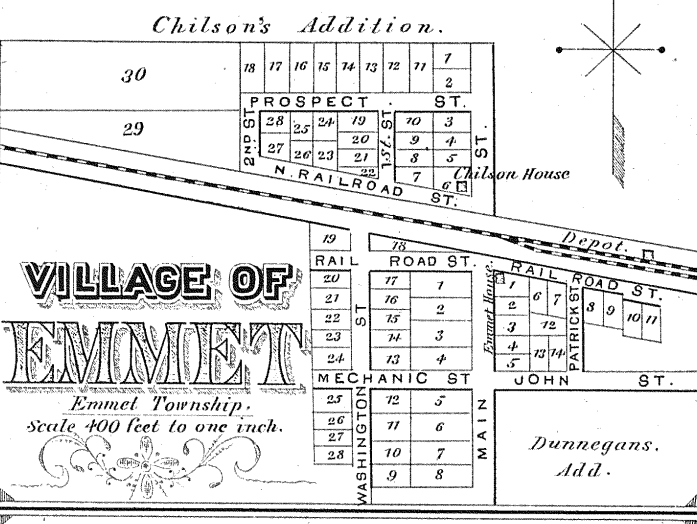 Chilson's Addition.
30
18 17 16 15 14 13 12 11 1
2
PROSPECT ST.
29
2ND ST.
28 25 24 19
27 26 23 20
21
22
1St. ST.
10 3
9 4
8 5
7 6
ST.
Chilson House
N. RAILROAD ST.
Depot.
19
18
RAIL ROAD ST.
RAIL ROAD ST.
VILLAGE OF
EMMET
Emmet Township.
Scale 400 feet to one inch.
20
21
22
23
24
ST
17 1
16 2
15
14 3
13 4
Emmet House.
1 6 7
2
3 12
4 13 14
5
PATRICK ST
8 9 10 11
MECHANIC ST
JOHN ST.
25
26
27
28
WASHINGTON
12 5
11 6
10 7
9 8
MAIN
Dunnegans.
Add.